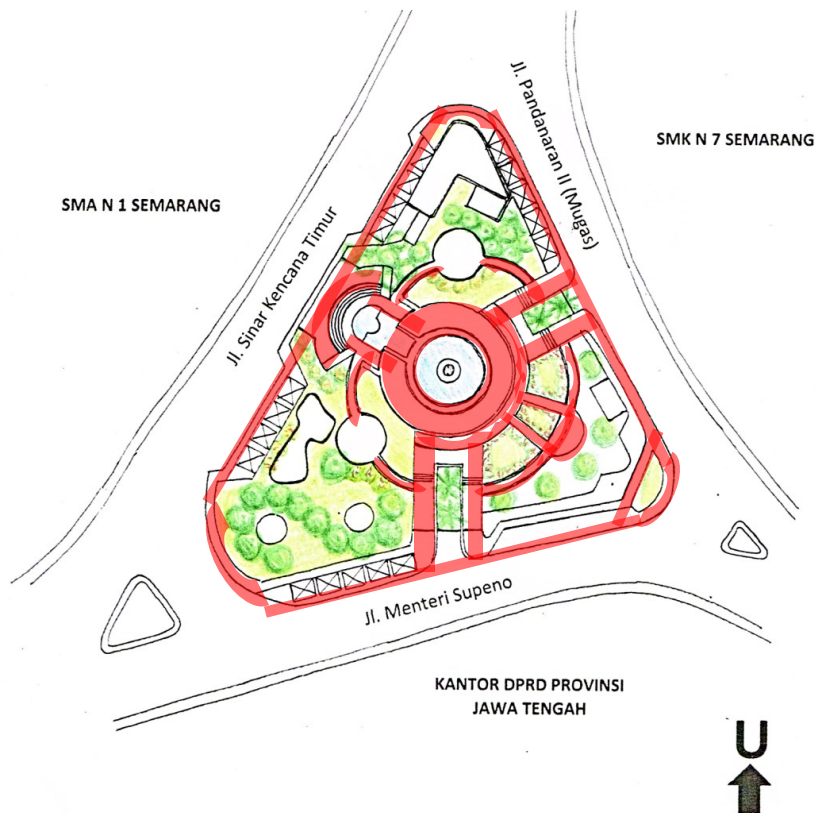 Jl. Pandanaran II (Mugas)
SMK N 7 SEMARANG
SMA N 1 SEMARANG
Jl. Sinar Kencana Timur
Jl. Menteri Supeno
KANTOR DPRD PROVINSI
JAWA TENGAH
U